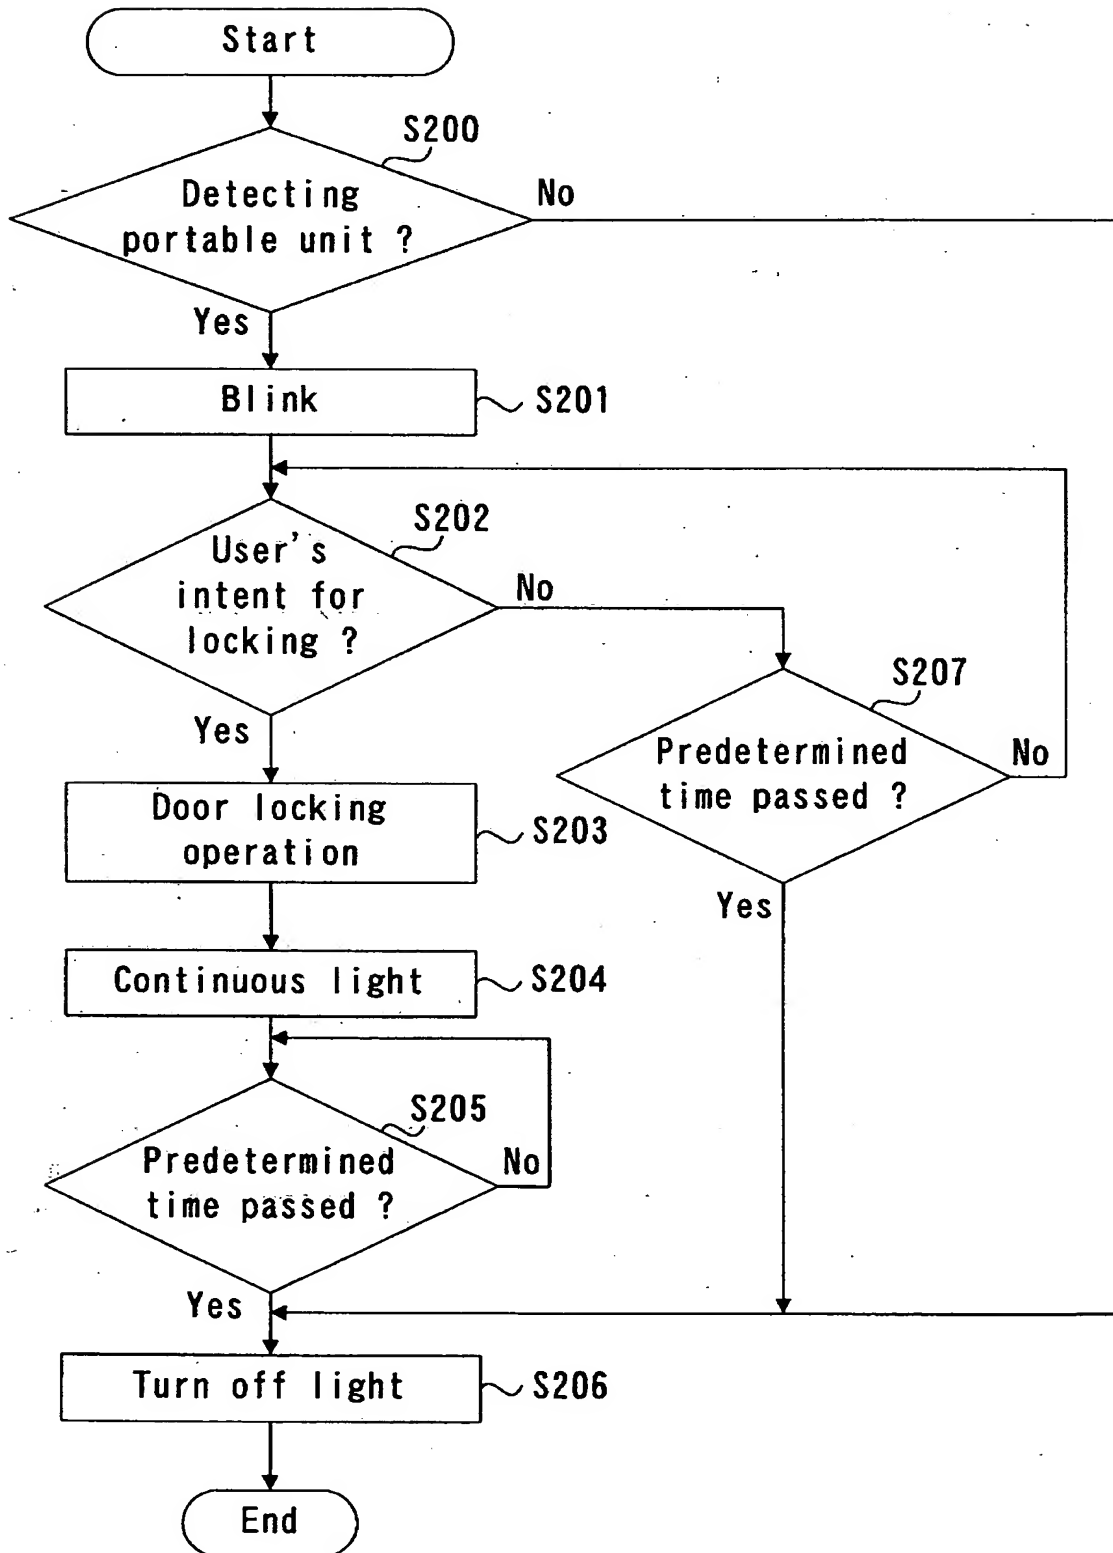 Start
S200
Detecting
portable unit ?
No
Yes
Blink
S201
S202
User's
intent for
locking ?
No
Yes
S207
Predetermined
time passed ?
No
Yes
Door locking
operation
S203
Continuous light
S204
S205
Predetermined
time passed ?
No
Yes
Turn off light
S206
End